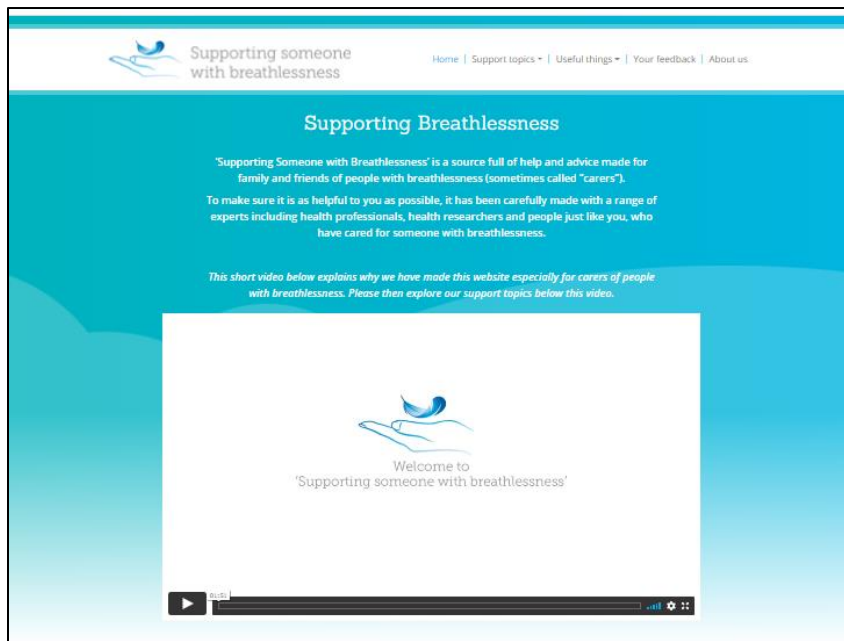 Supporting someone
with breathlessness
Home | Support topics | Useful things | Your feedback | About us
Supporting Breathlessness
'Supporting Someone with Breathlessness' is a source full of help and advice made for
family and friends of people with breathlessness (sometimes called "carers").
To make sure it is as helpful to you as possible, it has been carefully made with a range of
experts including health professionals, health researchers and people just like you, who
have cared for someone with breathlessness.
This short video below explains why we have made this website especially for carers of people
with breathlessness. Please then explore our support topics below this video.
Welcome to
'Supporting someone with breathlessness'